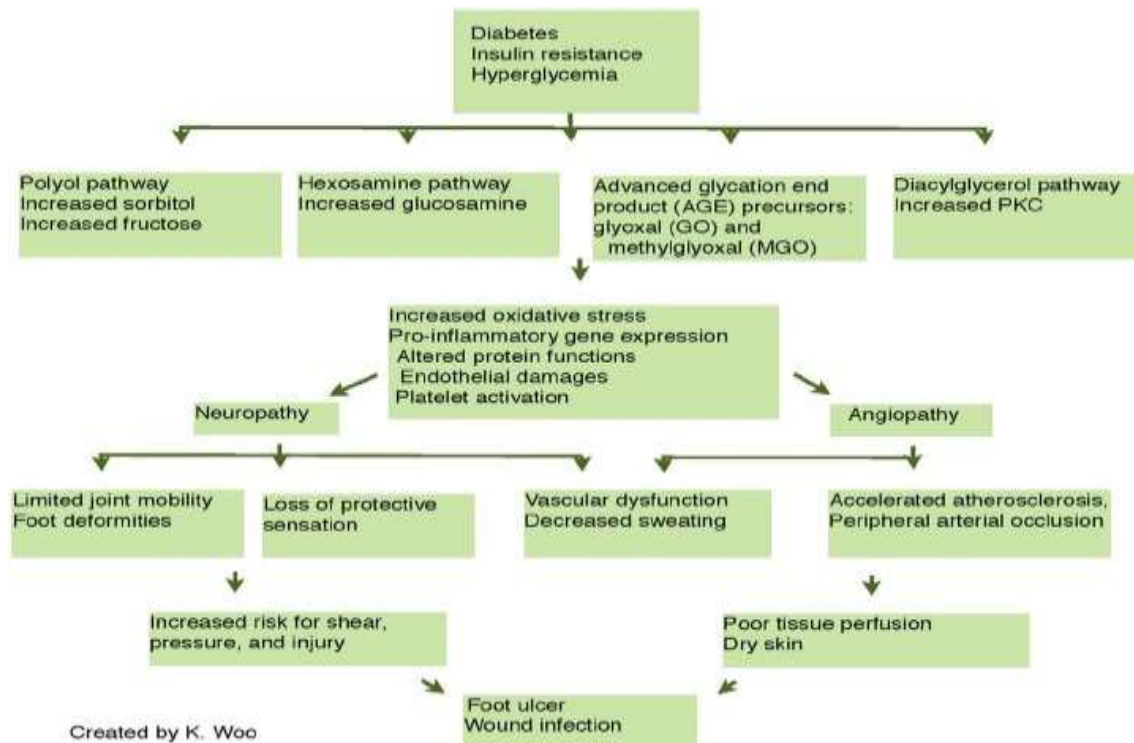 Diabetes
Insulin resistance
Hyperglycemia
Polyol pathway
Increased sorbitol
Increased fructose
Hexosamine pathway
Increased glucosamine
Advanced glycation end
product (AGE) precursors:
glyoxal (GO) and
methylglyoxal (MGO)
Diacylglycerol pathway
Increased PKC
Increased oxidative stress
Pro-inflammatory gene expression
Altered protein functions
Endothelial damages
Platelet activation
Neuropathy
Angiopathy
Limited joint mobility
Foot deformities
Loss of protective
sensation
Vascular dysfunction
Decreased sweating
Accelerated atherosclerosis,
Peripheral arterial occlusion
Increased risk for shear,
pressure, and injury
Poor tissue perfusion
Dry skin
Foot ulcer
Wound infection
Created by K. Woo